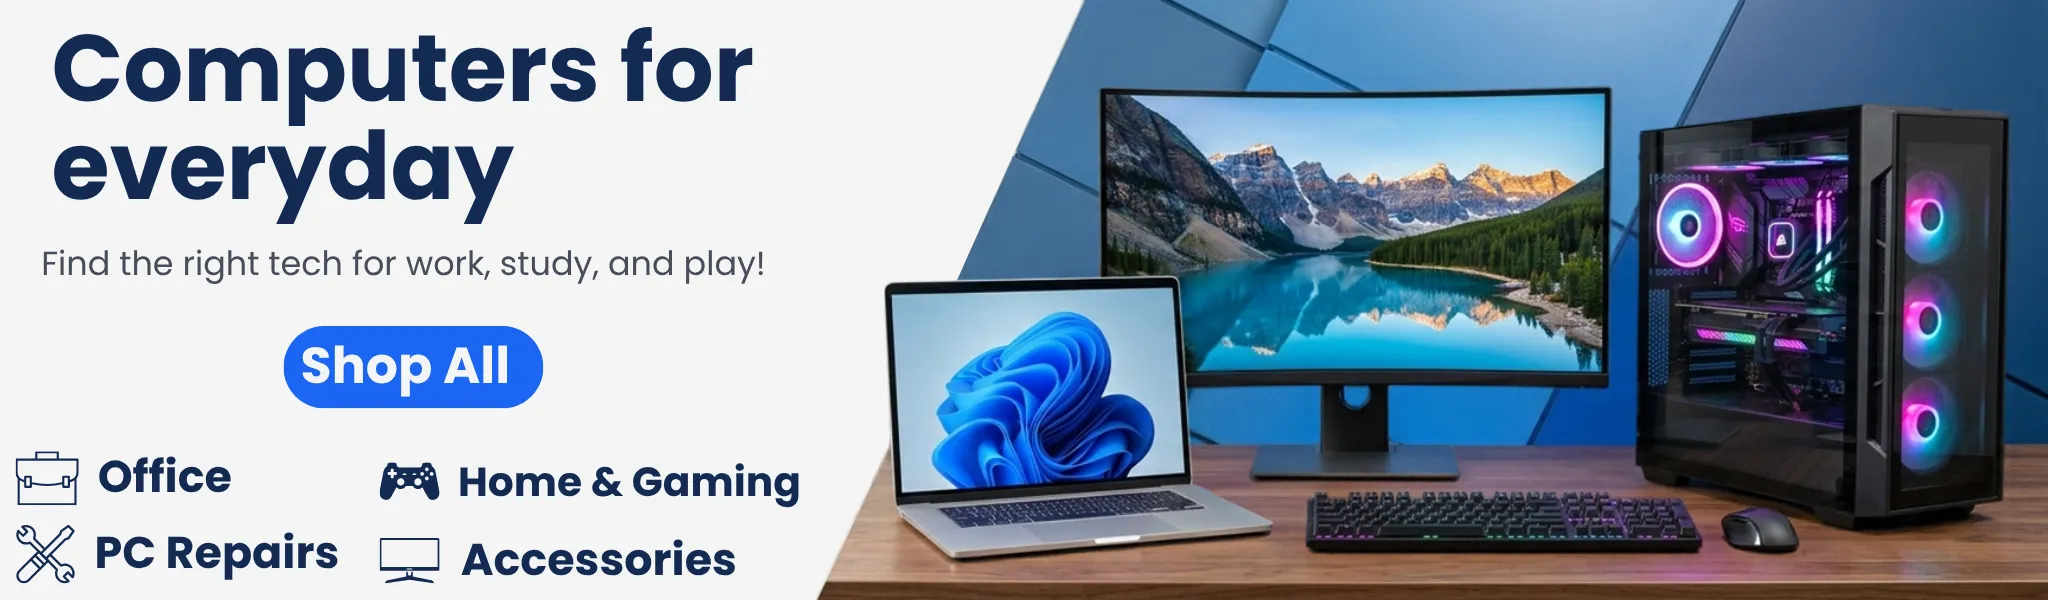 Computers for
everyday
Find the right tech for work, study, and play!
Shop All
Office
Home & Gaming
PC Repairs
Accessories